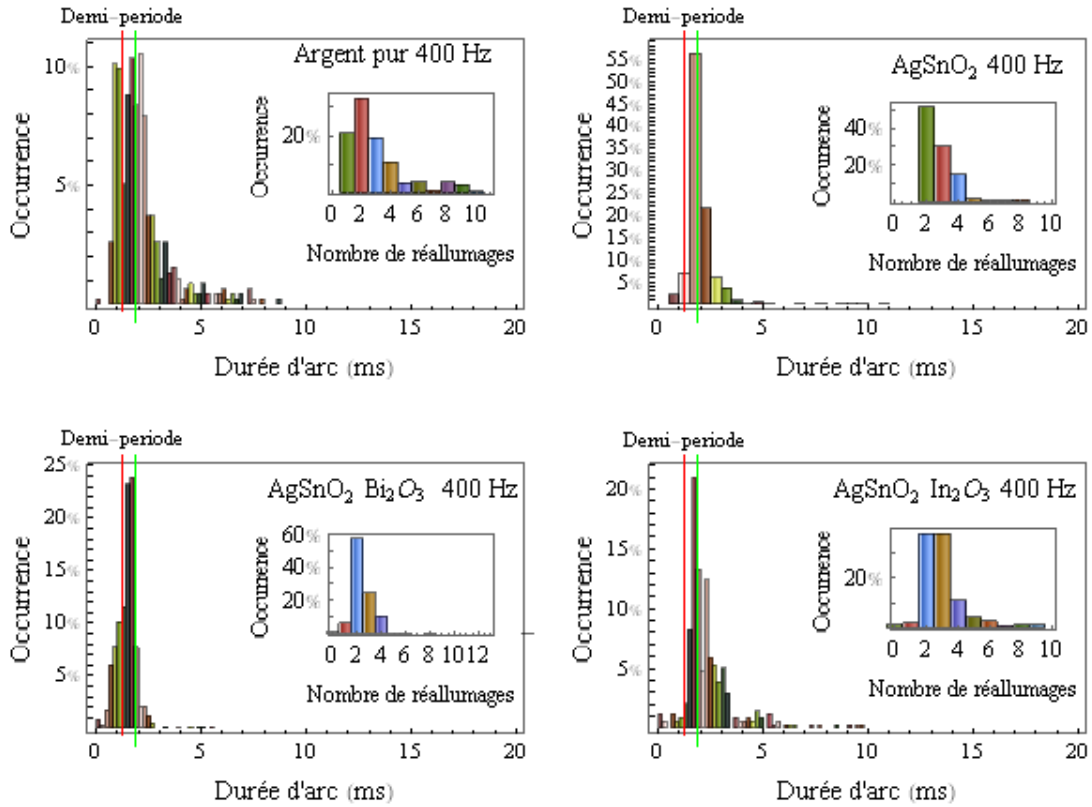 Demi-periode
Argent pur 400 Hz
10%
5%
Occurrence
20%
Occurrence
2 4 6 8 10
Nombre de réallumages
0 5 10 15 20
Durée d'arc (ms)
Demi-periode
AgSnO2 400 Hz
55%
50%
45%
40%
35%
30%
25%
20%
15%
10%
5%
Occurrence
40%
20%
Occurrence
0 2 4 6 8 10
Nombre de réallumages
0 5 10 15 20
Durée d'arc (ms)
Demi-periode
AgSnO2 Bi2O3 400 Hz
25%
20%
15%
10%
5%
Occurrence
60%
40%
20%
Occurrence
0 2 4 6 8 10 12
Nombre de réallumages
0 5 10 15 20
Durée d'arc (ms)
Demi-periode
AgSnO2 In2O3 400 Hz
20%
15%
10%
5%
Occurrence
20%
Occurrence
0 2 4 6 8 10
Nombre de réallumages
0 5 10 15 20
Durée d'arc (ms)